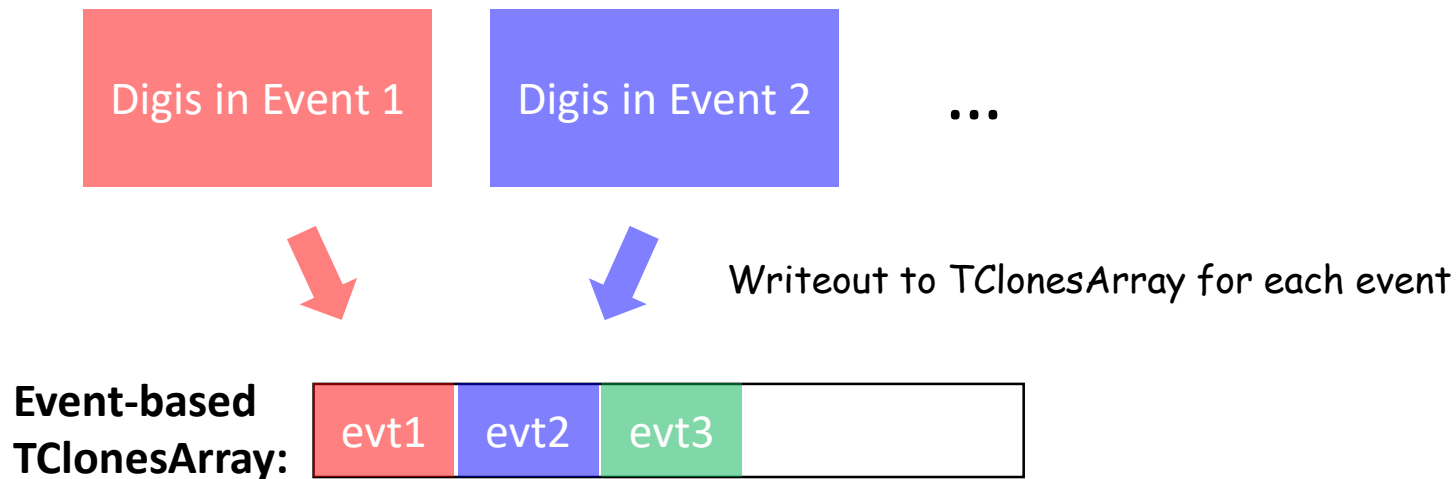 Digis in Event 1
Digis in Event 2
...
Writeout to TClonesArray for each event
Event-based
TClonesArray:
evt1
evt2
evt3